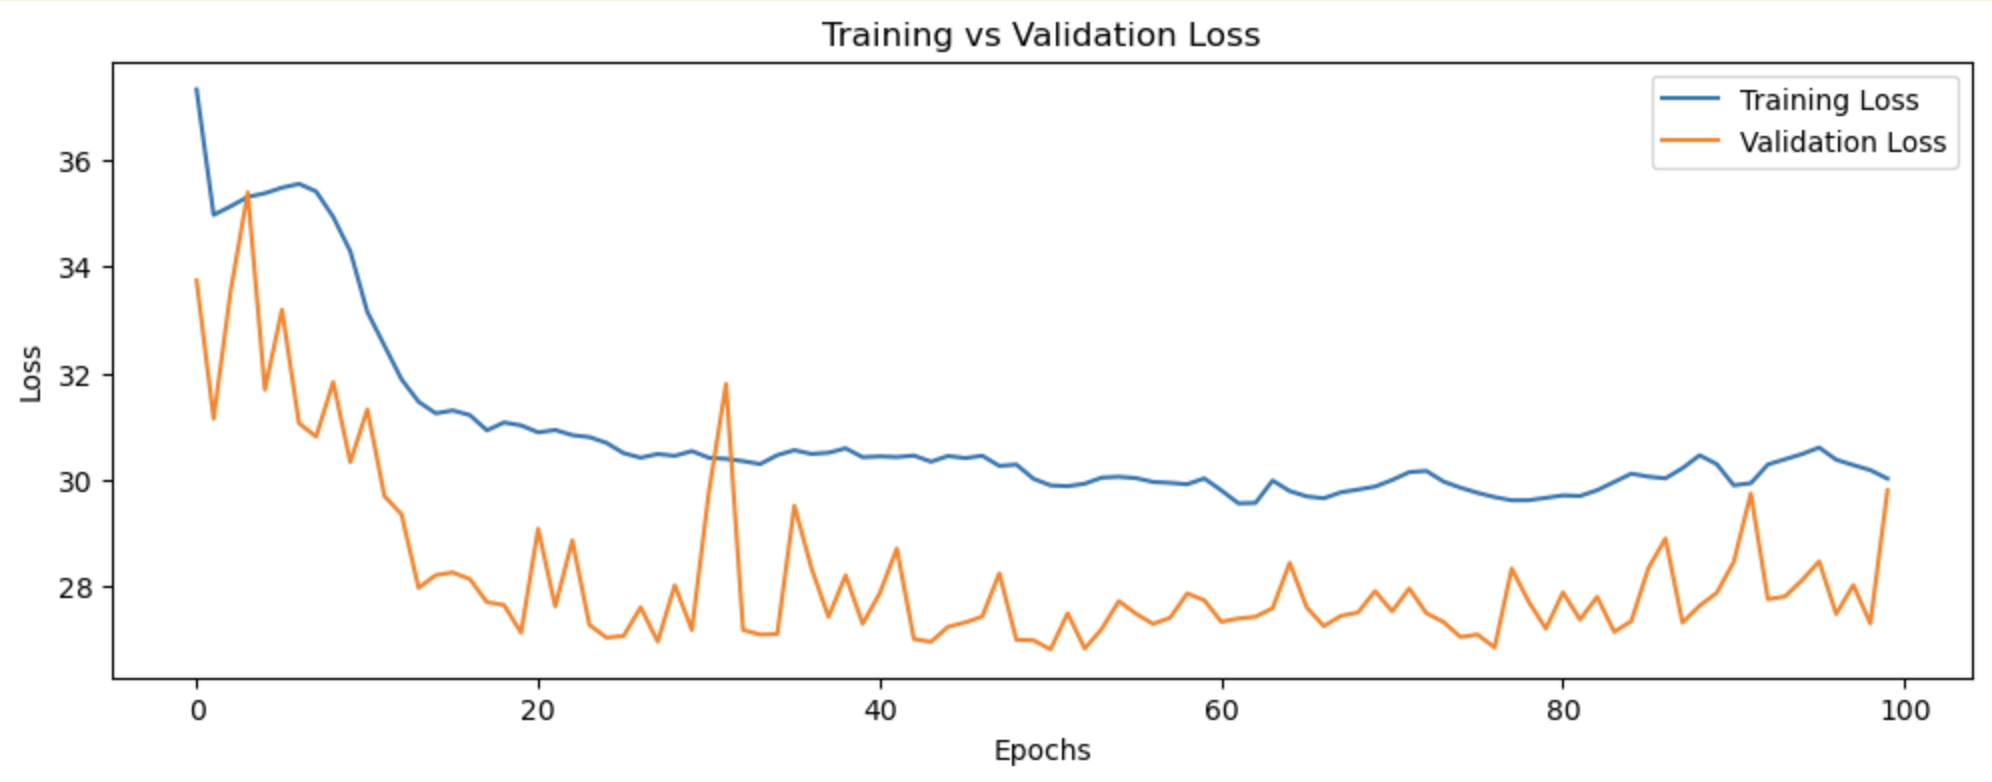 Training vs Validation Loss
Training Loss
Validation Loss
36
34
32
30
28
Loss
0 20 40 60 80 100
Epochs